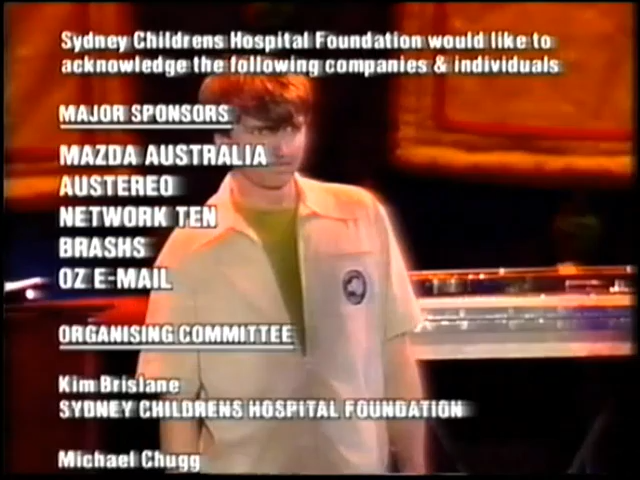 Sydney Childrens Hospital Foundation would like to
acknowledge the following companies & individuals
MAJOR SPONSORS
MAZDA AUSTRALIA
AUSTEREO
NETWORK TEN
BRASHS
OZ E-MAIL
ORGANISING COMMITTEE
Kim Brislane
SYDNEY CHILDRENS HOSPITAL FOUNDATION
Michael Chugg